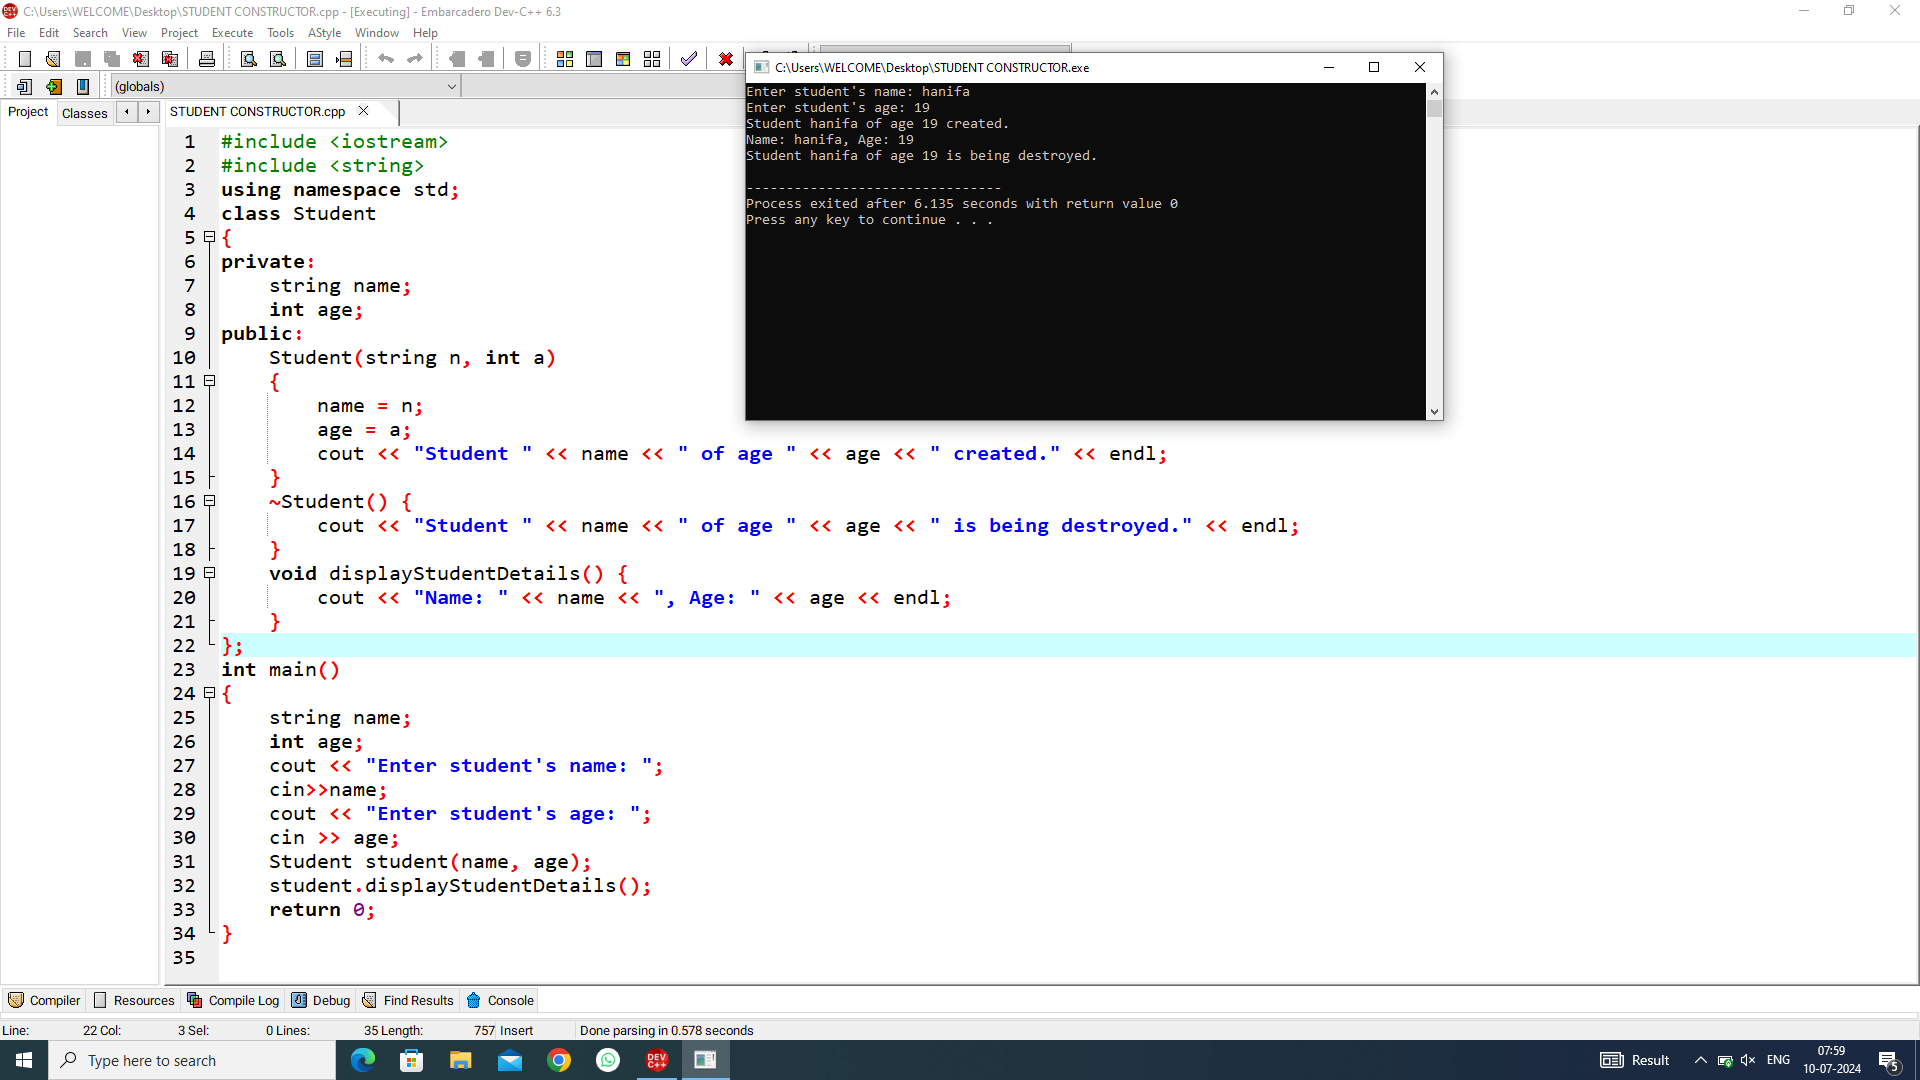 C:\Users\WELCOME\Desktop\STUDENT CONSTRUCTOR.cpp - [Executing] - Embarcadero Dev-C++ 6.3
File Edit Search View Project Execute Tools AStyle Window Help
(globals)
Project Classes
STUDENT CONSTRUCTOR.cpp
1 #include <iostream>
2 #include <string>
3 using namespace std;
4 class Student
5 {
6 private:
7     string name;
8     int age;
9 public:
10     Student(string n, int a)
11     {
12         name = n;
13         age = a;
14         cout << "Student " << name << " of age " << age << " created." << endl;
15     }
16     ~Student() {
17         cout << "Student " << name << " of age " << age << " is being destroyed." << endl;
18     }
19     void displayStudentDetails() {
20         cout << "Name: " << name << ", Age: " << age << endl;
21     }
22 };
23 int main()
24 {
25     string name;
26     int age;
27     cout << "Enter student's name: ";
28     cin>>name;
29     cout << "Enter student's age: ";
30     cin >> age;
31     Student student(name, age);
32     student.displayStudentDetails();
33     return 0;
34 }
35
C:\Users\WELCOME\Desktop\STUDENT CONSTRUCTOR.exe
Enter student's name: hanifa
Enter student's age: 19
Student hanifa of age 19 created.
Name: hanifa, Age: 19
Student hanifa of age 19 is being destroyed.
--------------------------------
Process exited after 6.135 seconds with return value 0
Press any key to continue . . .
Compiler Resources Compile Log Debug Find Results Console
Line: 22 Col: 3 Sel: 0 Lines: 35 Length: 757 Insert Done parsing in 0.578 seconds
Type here to search
DEV C++
Result
ENG
07:59
10-07-2024
5